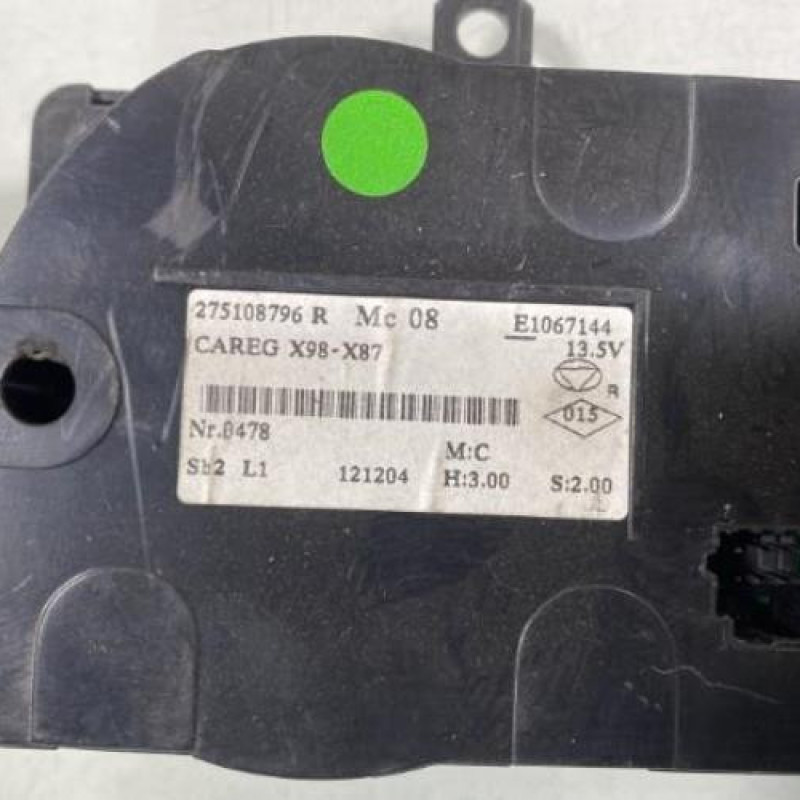 275108796 R Mc 08 E1067144
CAREG X98-X87 13.5V
R
015
Nr.0478
M:C
Sb2 L1 121204 H:3.00 S:2.00